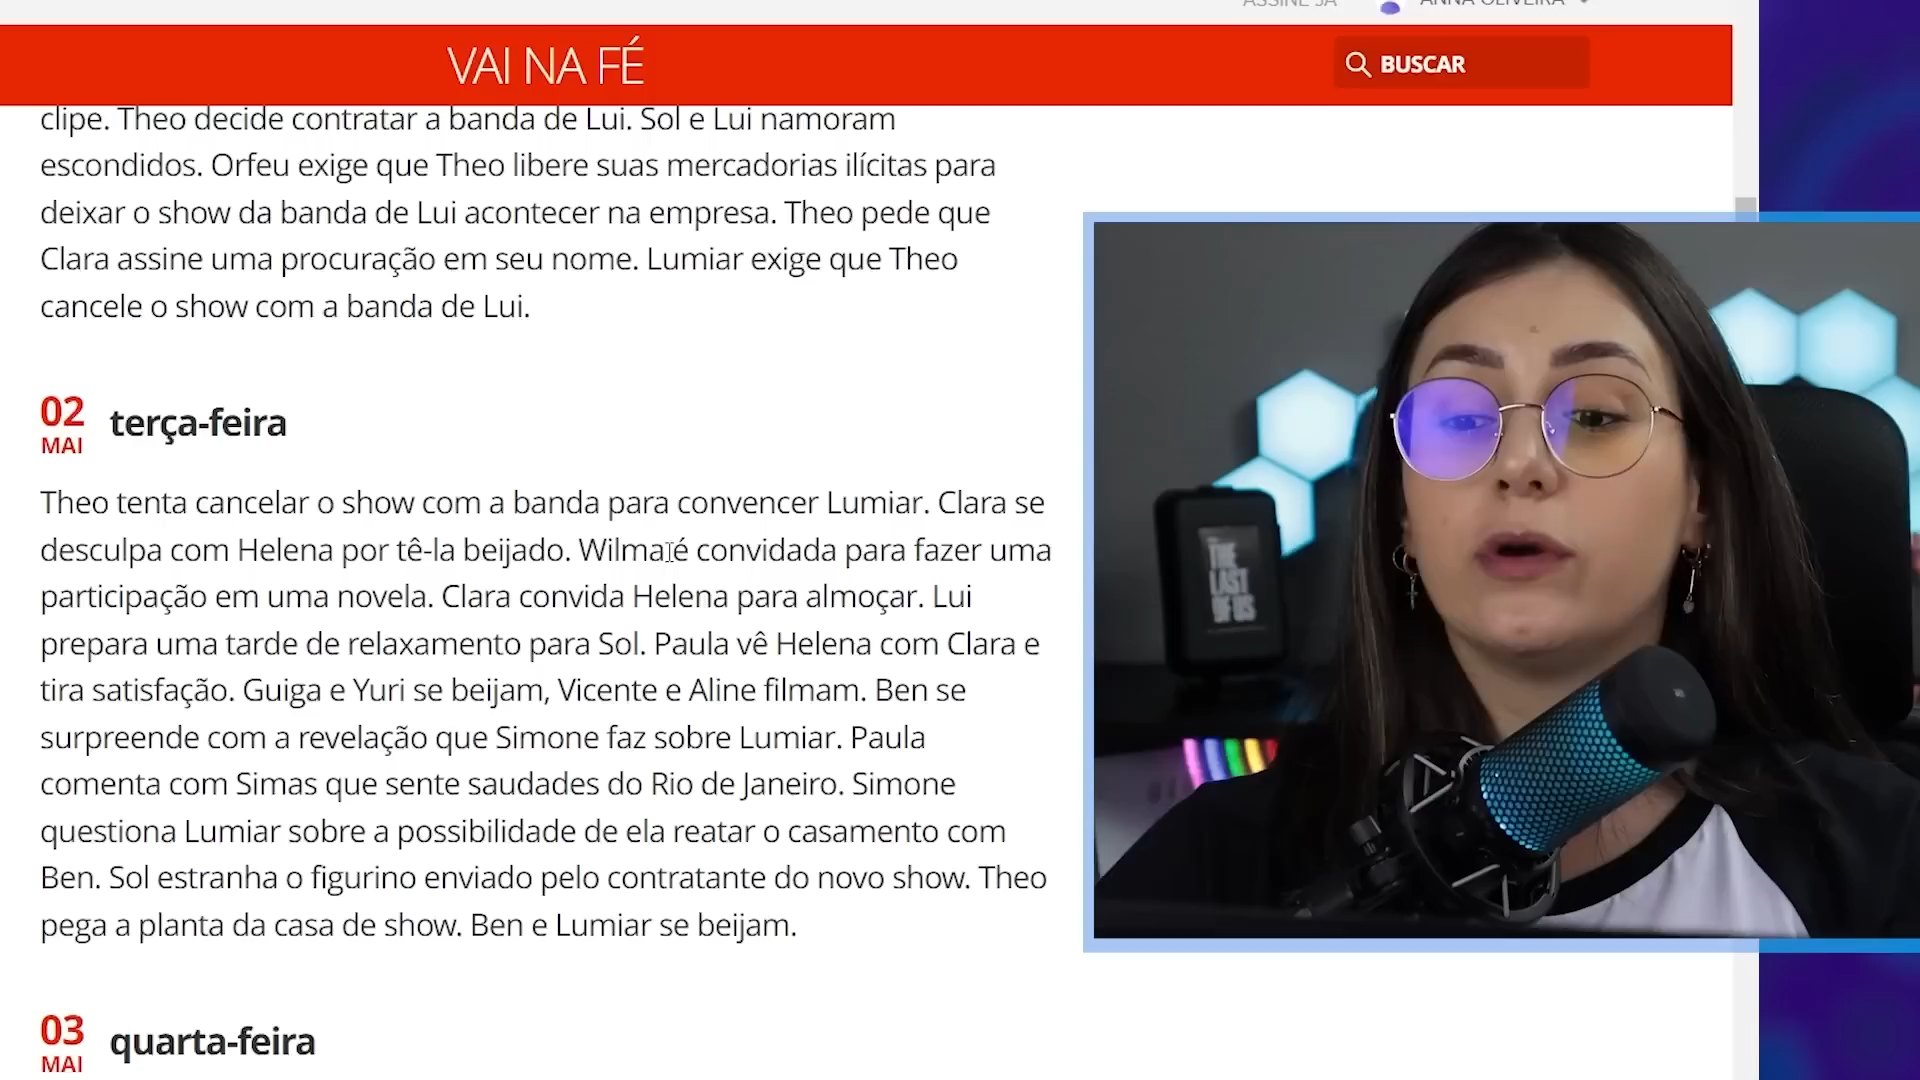 ASSINE JÁ
ANNA OLIVEIRA
VAI NA FÉ
BUSCAR
clipe. Theo decide contratar a banda de Lui. Sol e Lui namoram
escondidos. Orfeu exige que Theo libere suas mercadorias ilícitas para
deixar o show da banda de Lui acontecer na empresa. Theo pede que
Clara assine uma procuração em seu nome. Lumiar exige que Theo
cancele o show com a banda de Lui.
02
MAI
terça-feira
Theo tenta cancelar o show com a banda para convencer Lumiar. Clara se
desculpa com Helena por tê-la beijado. Wilma é convidada para fazer uma
participação em uma novela. Clara convida Helena para almoçar. Lui
prepara uma tarde de relaxamento para Sol. Paula vê Helena com Clara e
tira satisfação. Guiga e Yuri se beijam, Vicente e Aline filmam. Ben se
surpreende com a revelação que Simone faz sobre Lumiar. Paula
comenta com Simas que sente saudades do Rio de Janeiro. Simone
questiona Lumiar sobre a possibilidade de ela reatar o casamento com
Ben. Sol estranha o figurino enviado pelo contratante do novo show. Theo
pega a planta da casa de show. Ben e Lumiar se beijam.
03
MAI
quarta-feira
THE
LAST
OF US